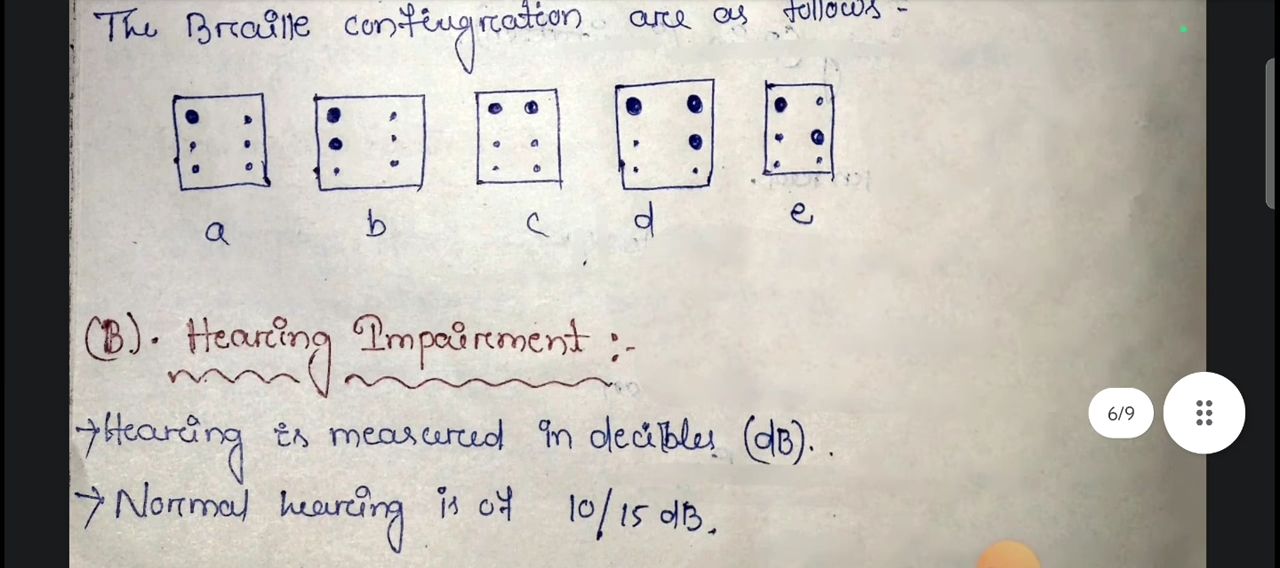 The Braille confiugration are as follows -
a b c d e
(B). Hearing Impairment :-
→Hearing is measured in decibles (dB)..
→ Normal hearing is of 10/15 dB.
6/9